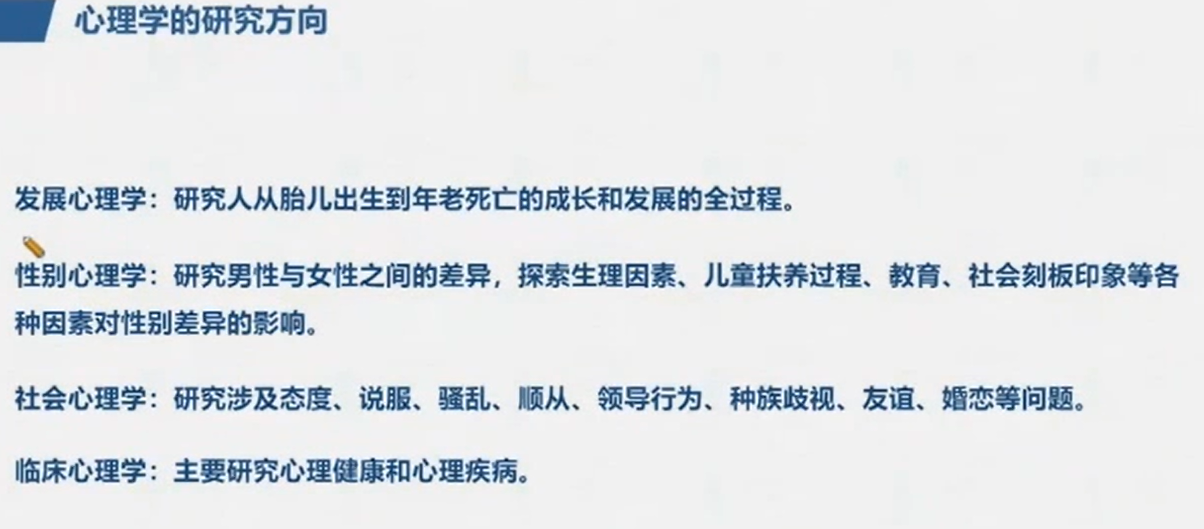 心理学的研究方向
发展心理学：研究人从胎儿出生到年老死亡的成长和发展的全过程。
性别心理学：研究男性与女性之间的差异，探索生理因素、儿童扶养过程、教育、社会刻板印象等各
种因素对性别差异的影响。
社会心理学：研究涉及态度、说服、骚乱、顺从、领导行为、种族歧视、友谊、婚恋等问题。
临床心理学：主要研究心理健康和心理疾病。